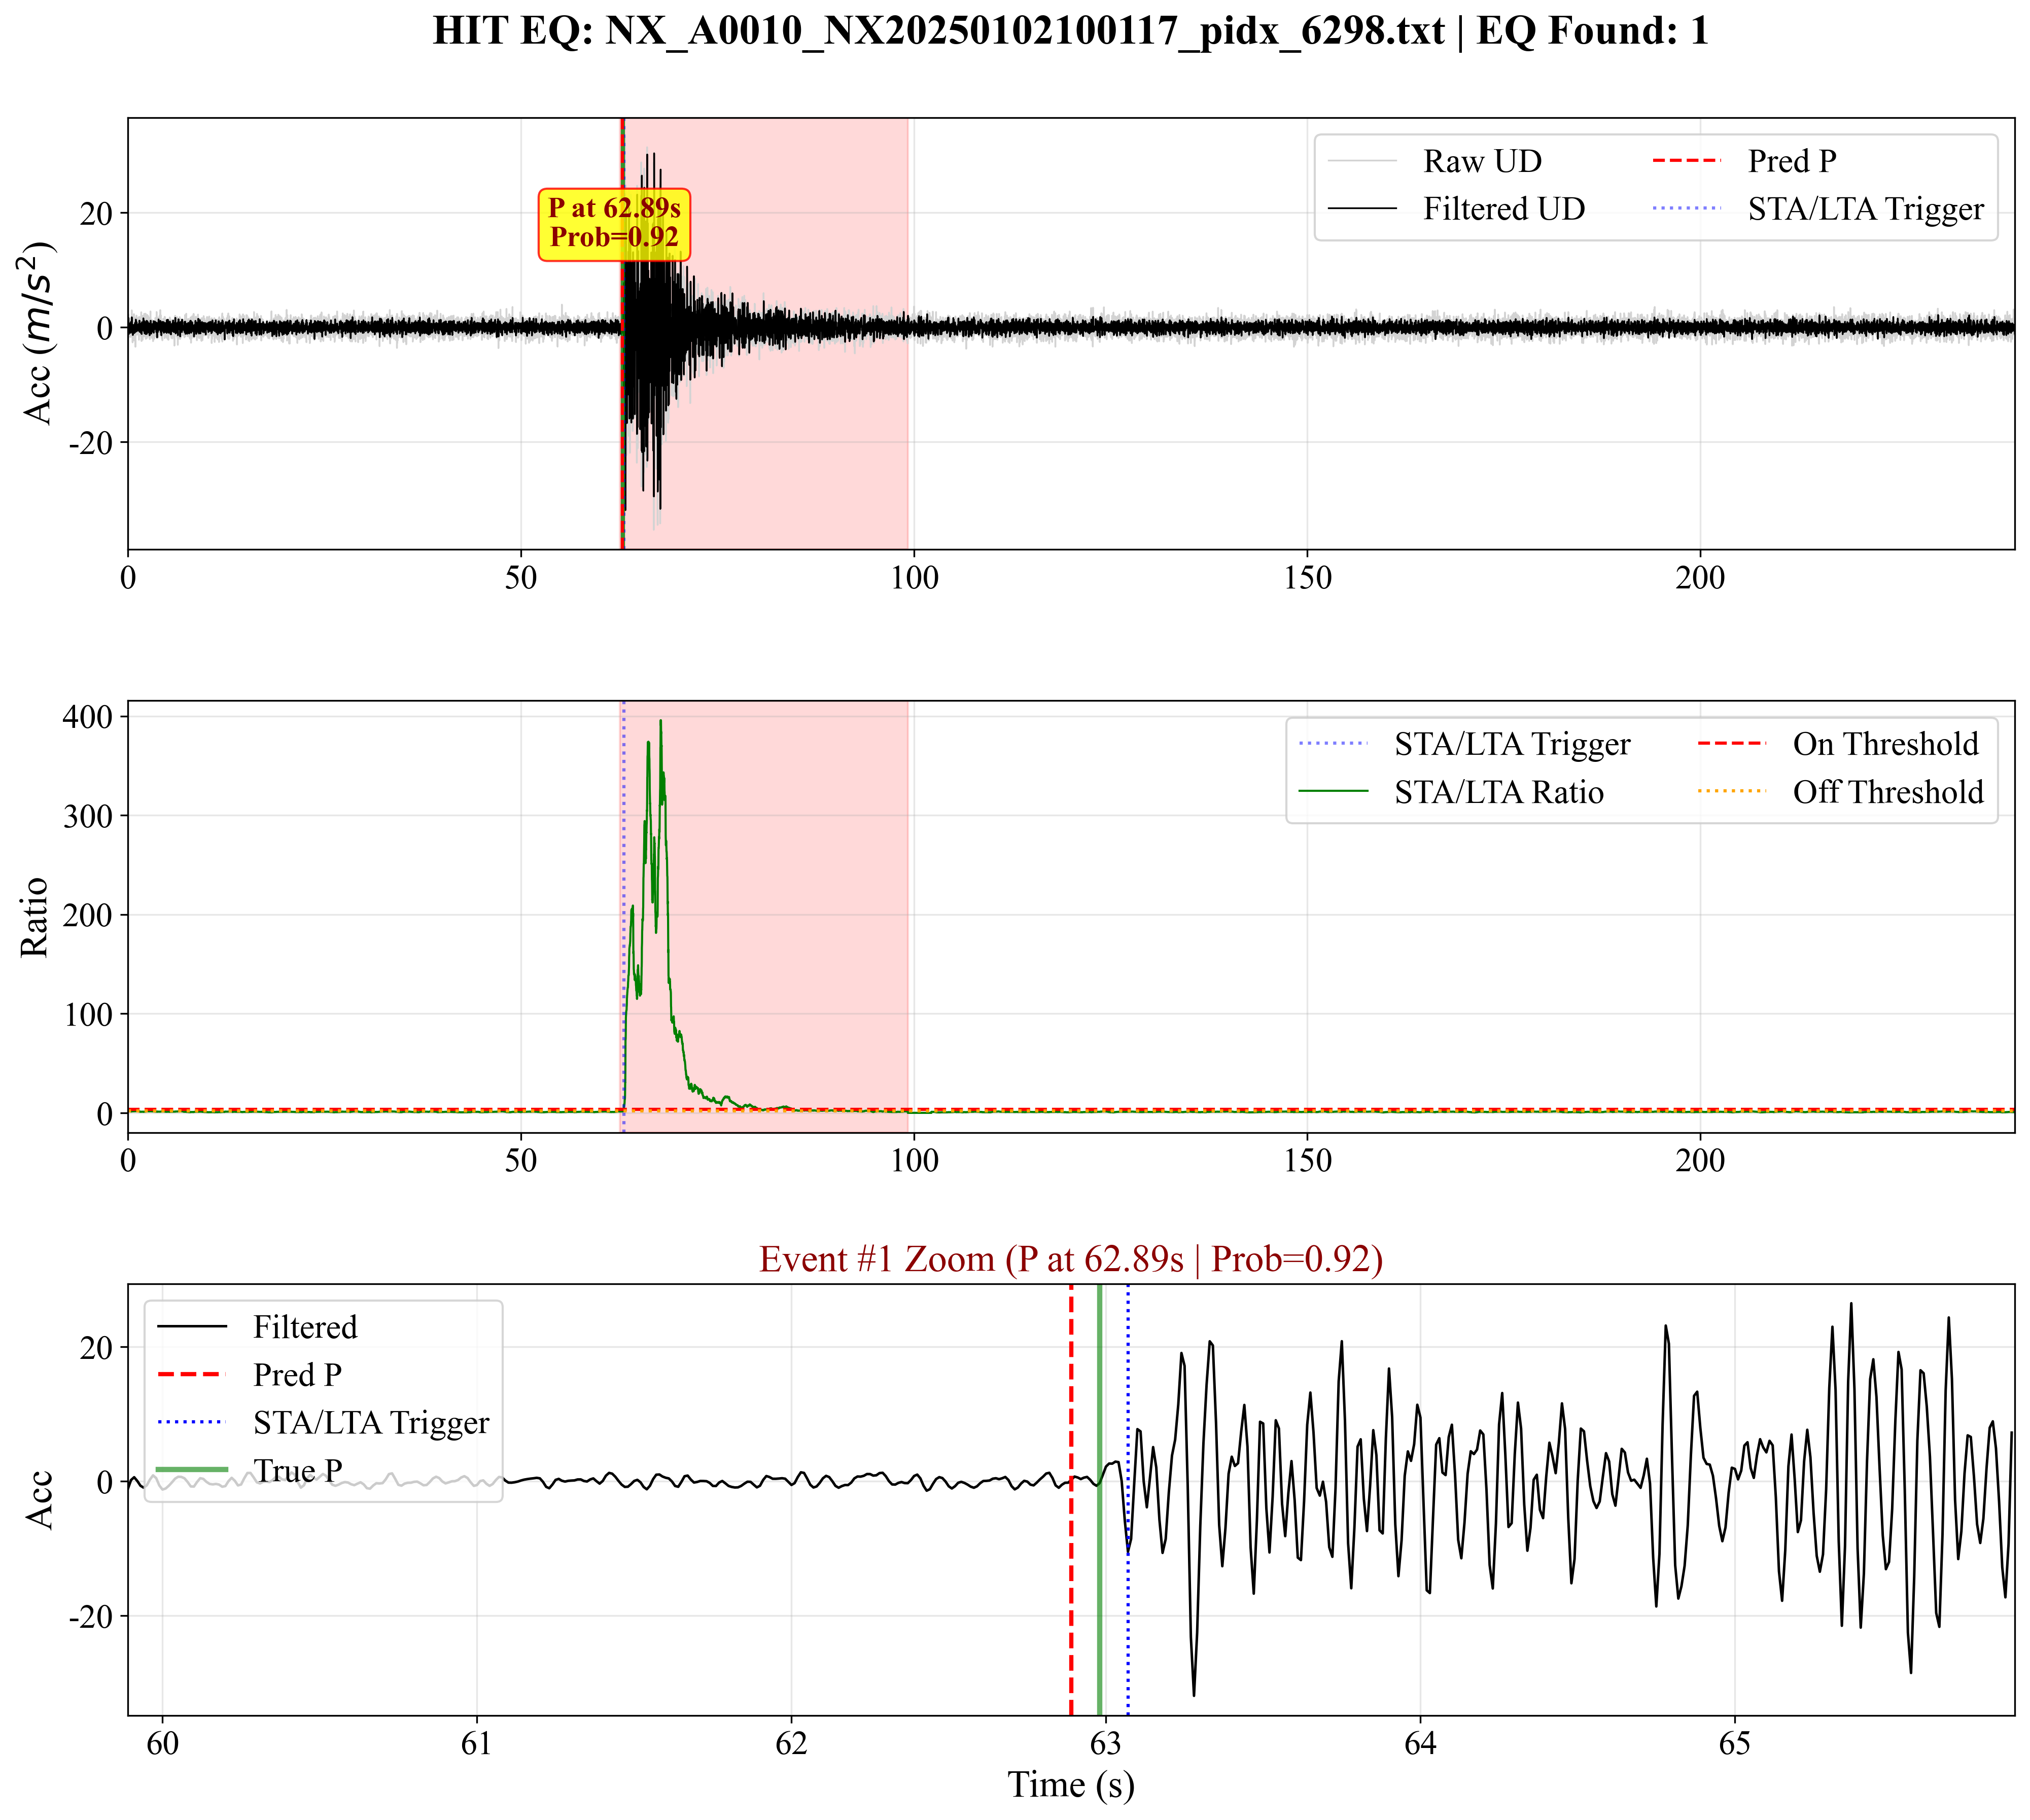 HIT EQ: NX_A0010_NX20250102100117_pidx_6298.txt | EQ Found: 1
Acc (m/s²)
20
0
-20
P at 62.89s
Prob=0.92
Raw UD
Filtered UD
Pred P
STA/LTA Trigger
0
50
100
150
200
Ratio
400
300
200
100
0
STA/LTA Trigger
STA/LTA Ratio
On Threshold
Off Threshold
0
50
100
150
200
Event #1 Zoom (P at 62.89s | Prob=0.92)
Acc
20
0
-20
Filtered
Pred P
STA/LTA Trigger
True P
60
61
62
63
64
65
Time (s)